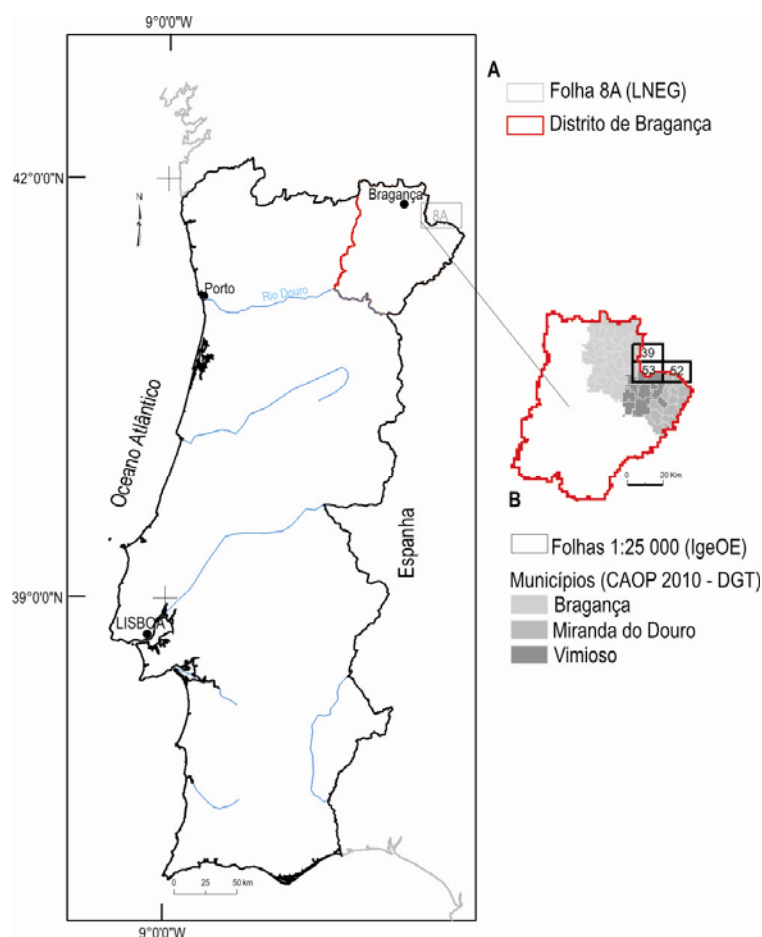 9°0'0"W
42°0'0"N
N
Bragança
8A
Porto
Rio Douro
Oceano Atlântico
Espanha
39°0'0"N
LISBOA
0 25 50 km
9°0'0"W
A
Folha 8A (LNEG)
Distrito de Bragança
39
53 52
0 20 Km
B
Folhas 1:25 000 (IgeOE)
Municípios (CAOP 2010 - DGT)
Bragança
Miranda do Douro
Vimioso